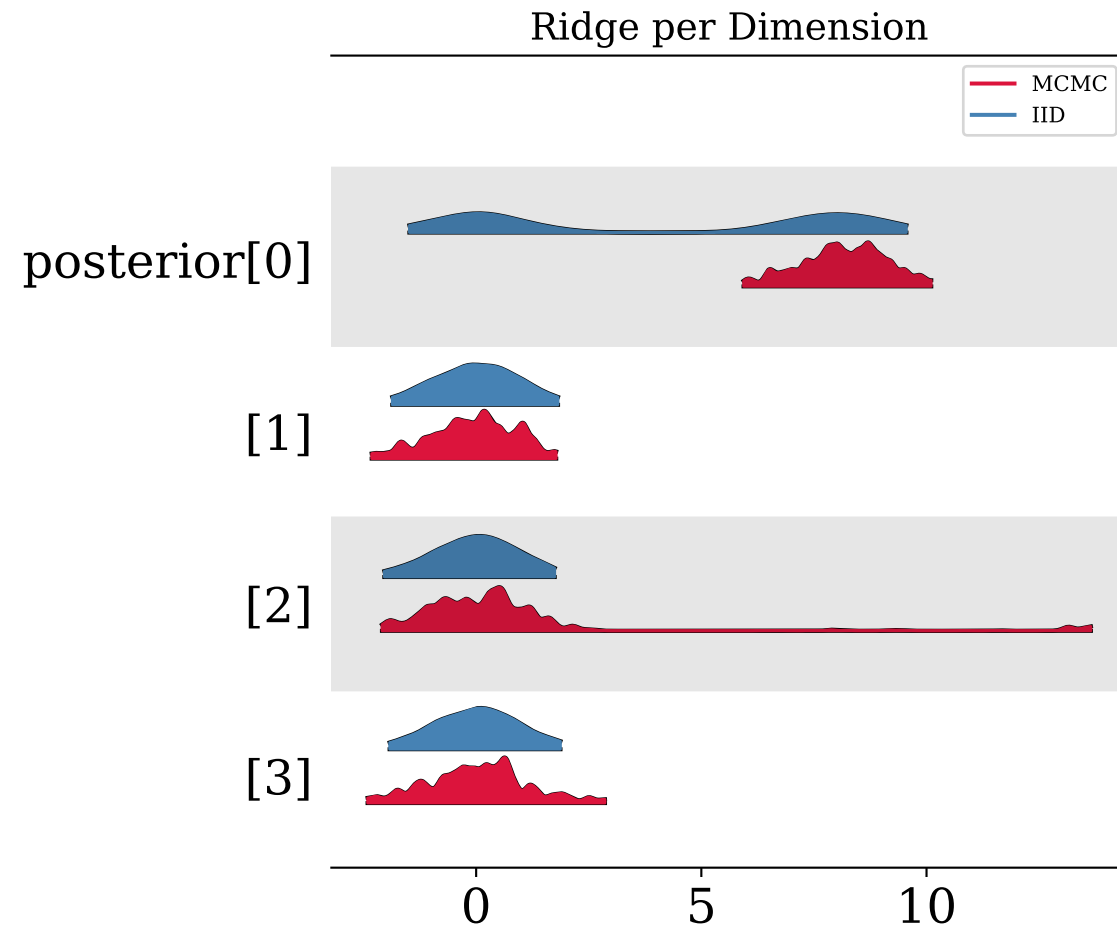 Ridge per Dimension
MCMC
IID
posterior[0]
[1]
[2]
[3]
0 5 10